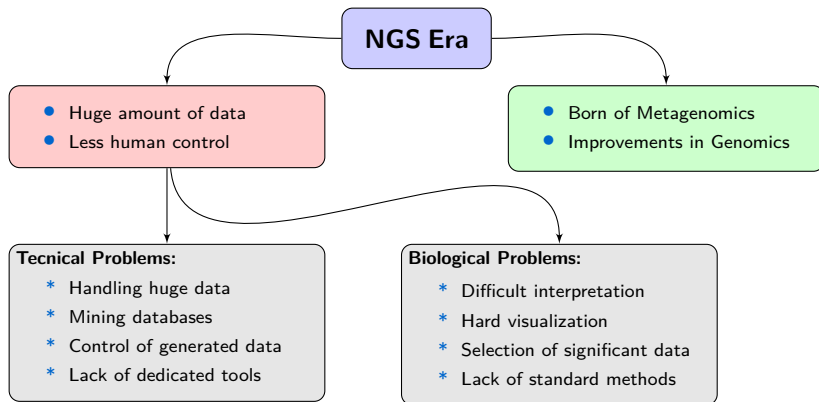 NGS Era
• Huge amount of data
• Less human control
• Born of Metagenomics
• Improvements in Genomics
Tecnical Problems:
* Handling huge data
* Mining databases
* Control of generated data
* Lack of dedicated tools
Biological Problems:
* Difficult interpretation
* Hard visualization
* Selection of significant data
* Lack of standard methods